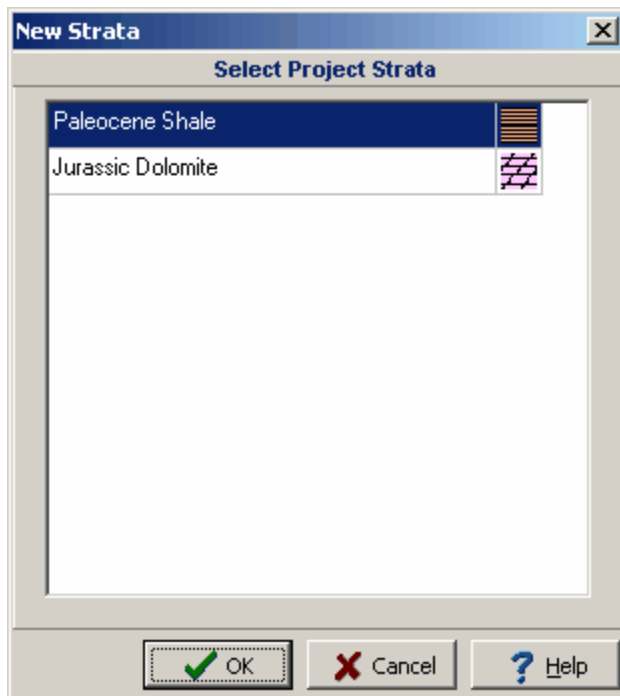 New Strata
Select Project Strata
Paleocene Shale
Jurassic Dolomite
OK Cancel Help